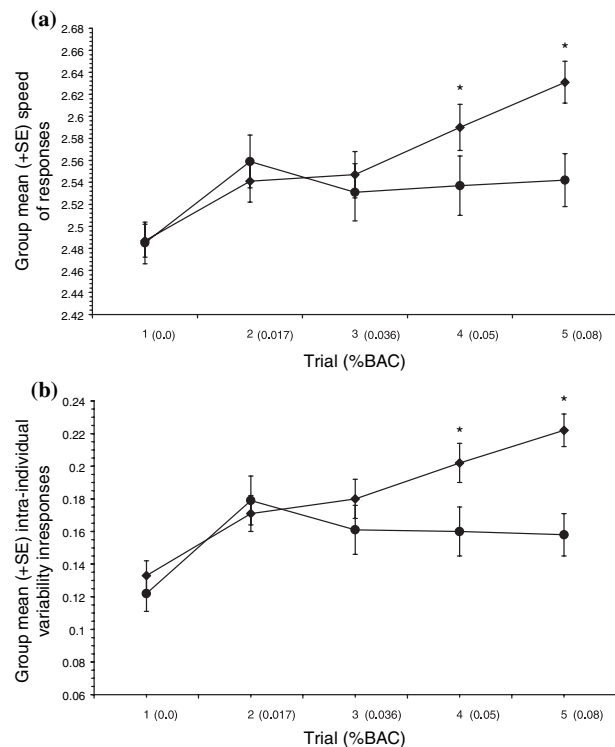 (a)
2.68
2.66
2.64
2.62
2.6
2.58
2.56
2.54
2.52
2.5
2.48
2.46
2.44
2.42
Group mean (+SE) speed
of responses
*
*
1 (0.0) 2 (0.017) 3 (0.036) 4 (0.05) 5 (0.08)
Trial (%BAC)
(b)
0.24
0.22
0.2
0.18
0.16
0.14
0.12
0.1
0.08
0.06
Group mean (+SE) intra-individual
variability inresponses
*
*
1 (0.0) 2 (0.017) 3 (0.036) 4 (0.05) 5 (0.08)
Trial (%BAC)